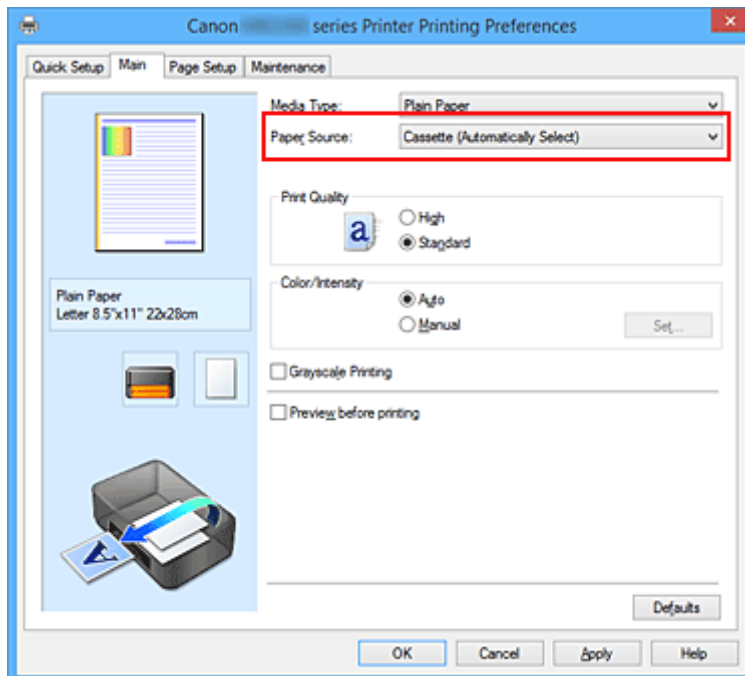 Canon series Printer Printing Preferences
Quick Setup Main Page Setup Maintenance
Media Type: Plain Paper
Paper Source: Cassette (Automatically Select)
Print Quality
a
High
Standard
Color/Intensity
Auto
Manual
Set...
Plain Paper
Letter 8.5"x11" 22x28cm
Grayscale Printing
Preview before printing
A
Defaults
OK Cancel Apply Help